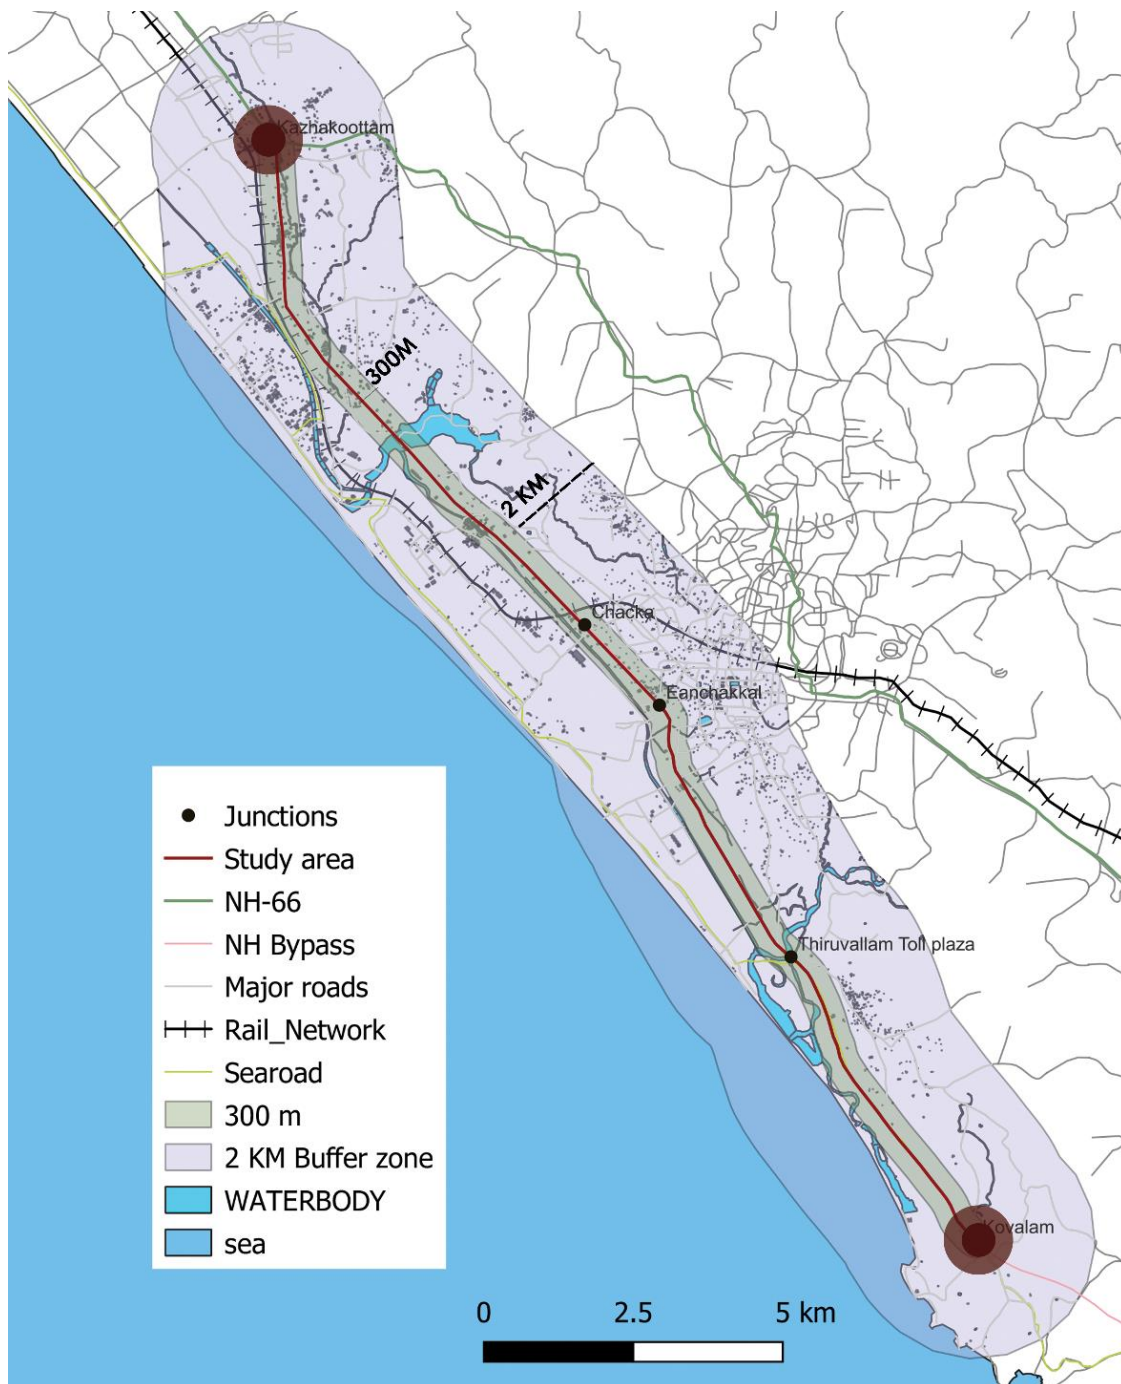 Kazhakoottam
300M
2 KM
Chacka
Eanchakkal
Thiruvallam Toll plaza
Kovalam
Junctions
Study area
NH-66
NH Bypass
Major roads
Rail_Network
Searoad
300 m
2 KM Buffer zone
WATERBODY
sea
0 2.5 5 km